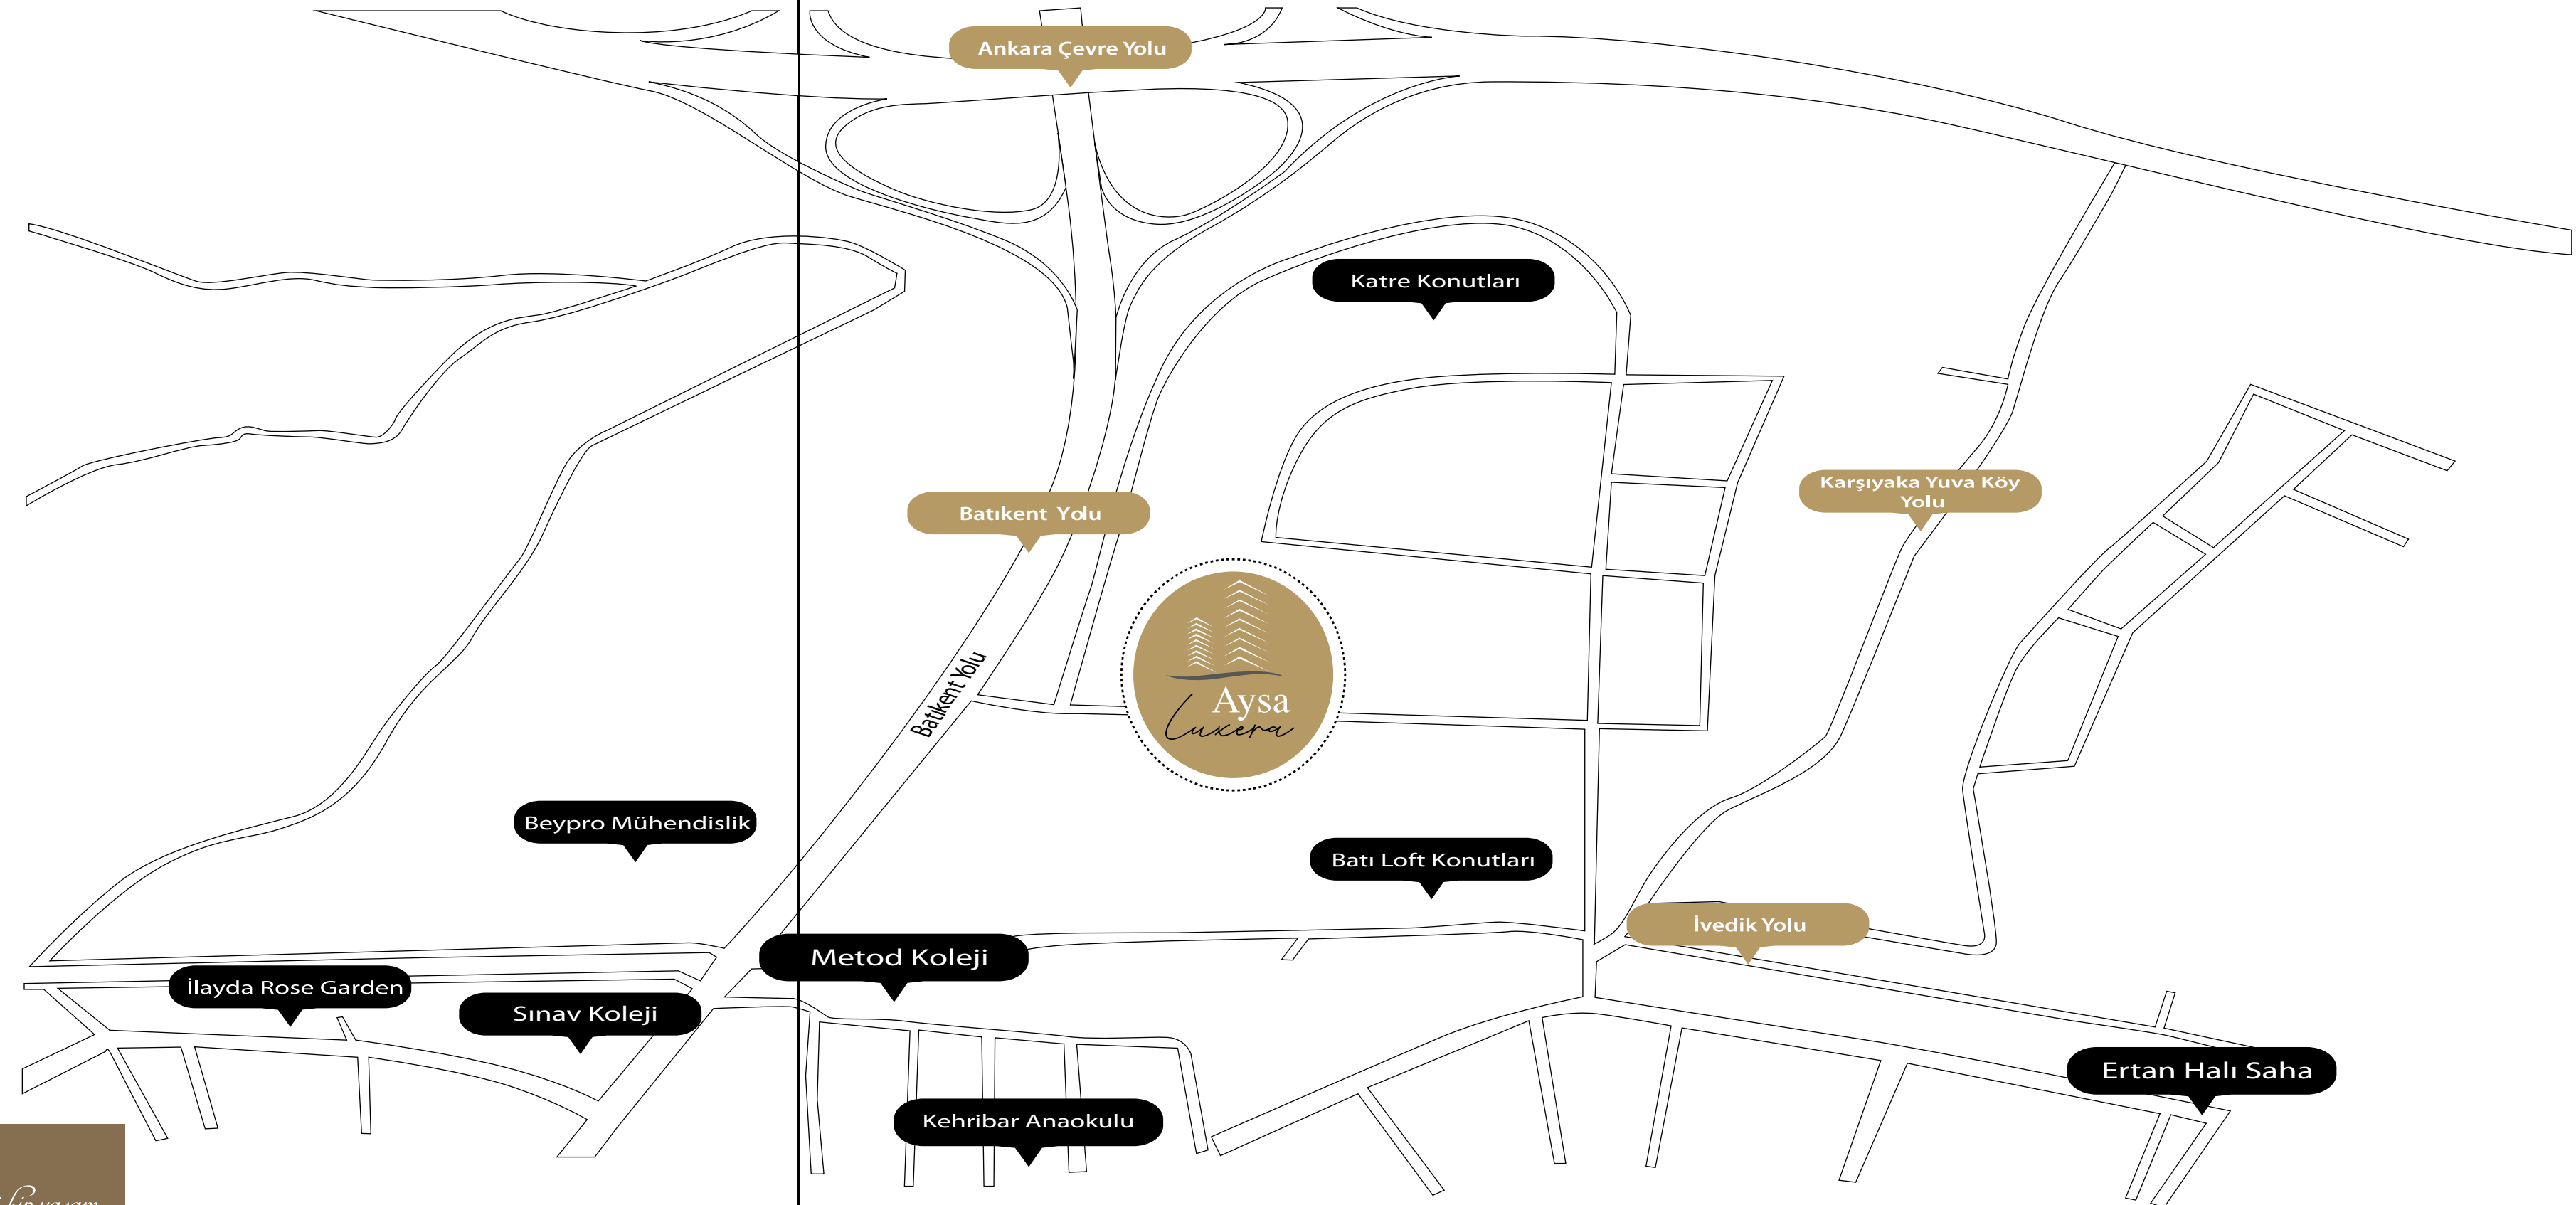 Ankara Çevre Yolu
Katre Konutları
Karşıyaka Yuva Köy
Yolu
Batıkent Yolu
Batıkent Yolu
Aysa
Luxera
Beypro Mühendislik
Batı Loft Konutları
İvedik Yolu
Metod Koleji
İlayda Rose Garden
Sınav Koleji
Ertan Halı Saha
Kehribar Anaokulu